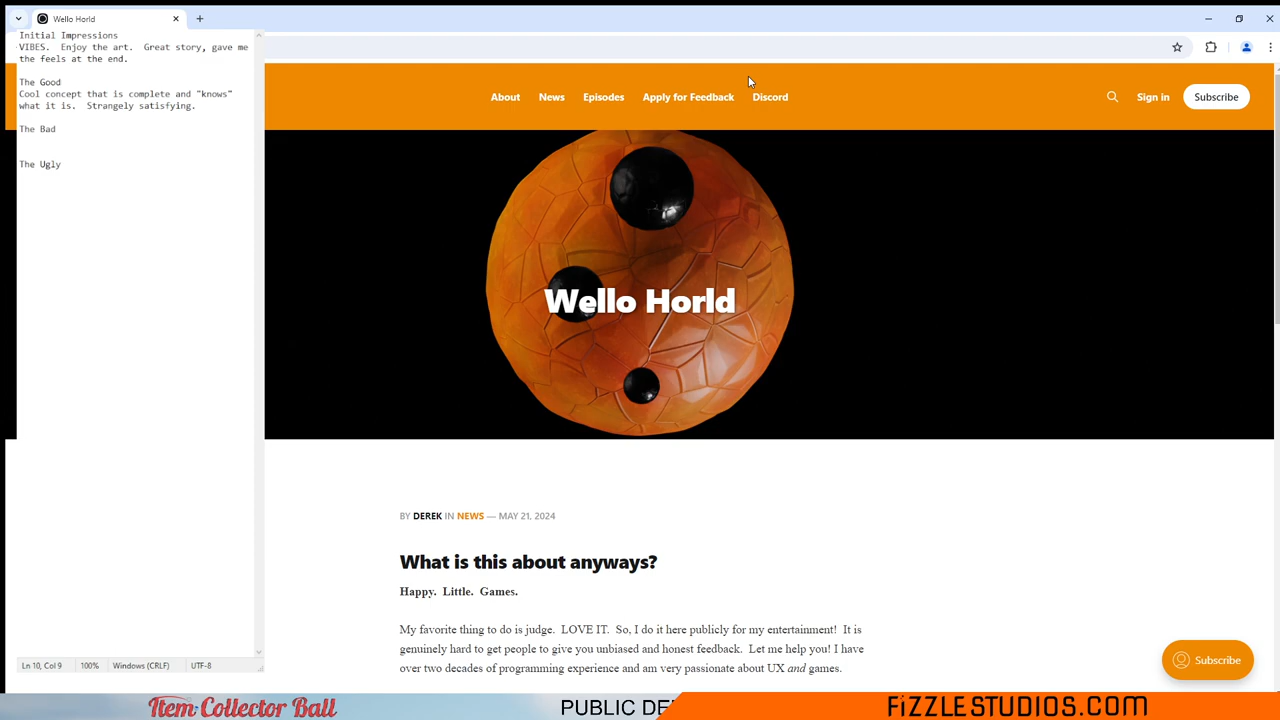 Wello Horld
Initial Impressions
VIBES.  Enjoy the art.  Great story, gave me
the feels at the end.
The Good
Cool concept that is complete and "knows"
what it is.  Strangely satisfying.
The Bad
The Ugly
Ln 10, Col 9
100%
Windows (CRLF)
UTF-8
About
News
Episodes
Apply for Feedback
Discord
Sign in
Subscribe
Wello Horld
BY DEREK IN NEWS — MAY 21, 2024
What is this about anyways?
Happy.  Little.  Games.
My favorite thing to do is judge.  LOVE IT.  So, I do it here publicly for my entertainment!  It is
genuinely hard to get people to give you unbiased and honest feedback.  Let me help you! I have
over two decades of programming experience and am very passionate about UX and games.
Subscribe
Item Collector Ball
PUBLIC DE
FIZZLESTUDIOS.COM